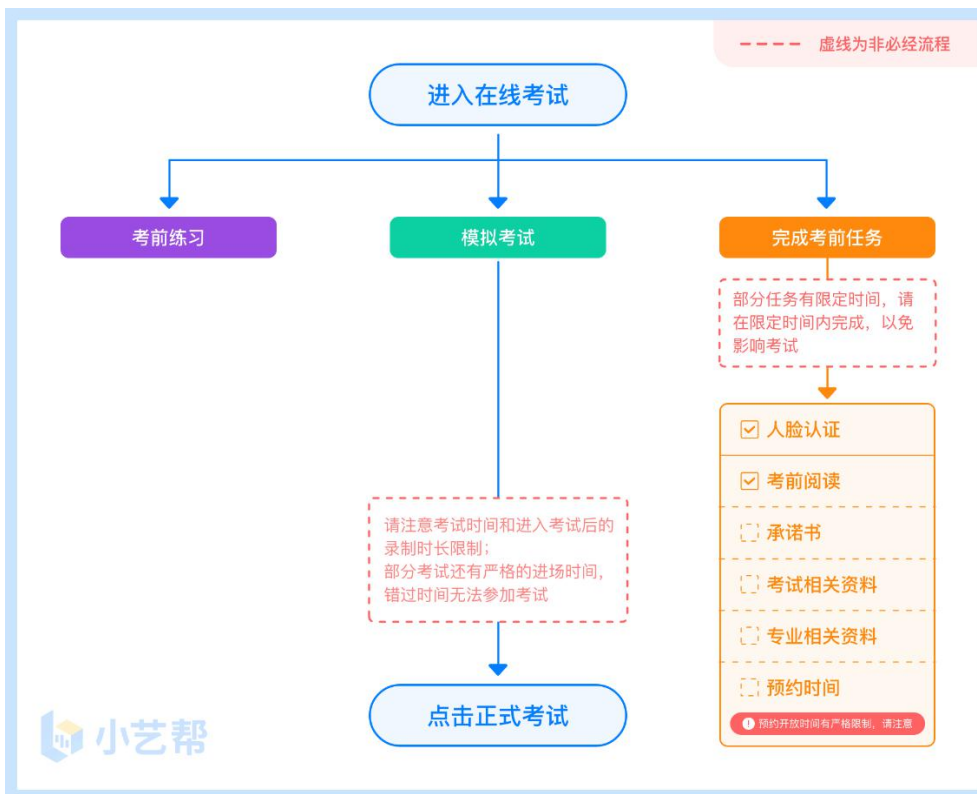 虚线为非必经流程
进入在线考试
考前练习
模拟考试
完成考前任务
部分任务有限定时间，请
在限定时间内完成，以免
影响考试
人脸认证
考前阅读
承诺书
考试相关资料
专业相关资料
预约时间
预约开放时间有严格限制，请注意
请注意考试时间和进入考试后的
录制时长限制；
部分考试还有严格的进场时间，
错过时间无法参加考试
点击正式考试
小艺帮